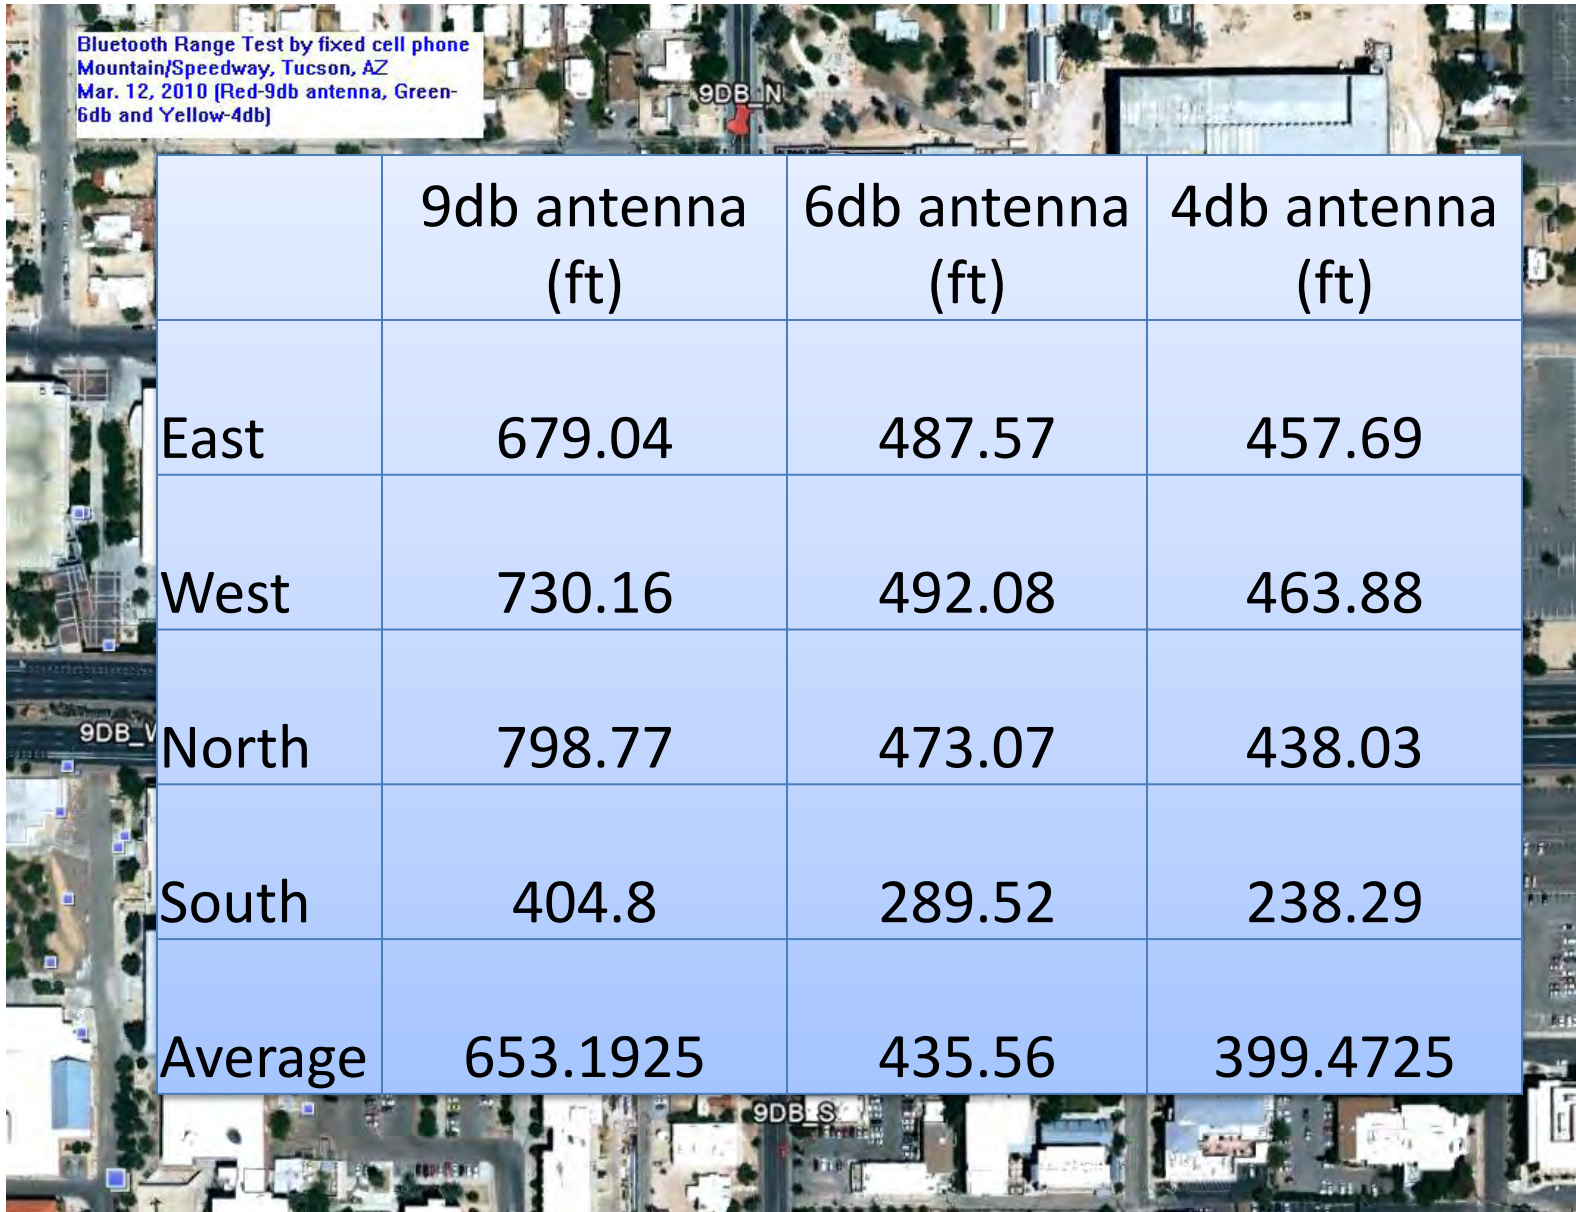 Bluetooth Range Test by fixed cell phone
Mountain/Speedway, Tucson, AZ
Mar. 12, 2010 (Red-9db antenna, Green-
6db and Yellow-4db)
9DB_N
9db antenna (ft) 6db antenna (ft) 4db antenna (ft)
East 679.04 487.57 457.69
West 730.16 492.08 463.88
9DB_W
North 798.77 473.07 438.03
South 404.8 289.52 238.29
Average 653.1925 435.56 399.4725
9DB_S